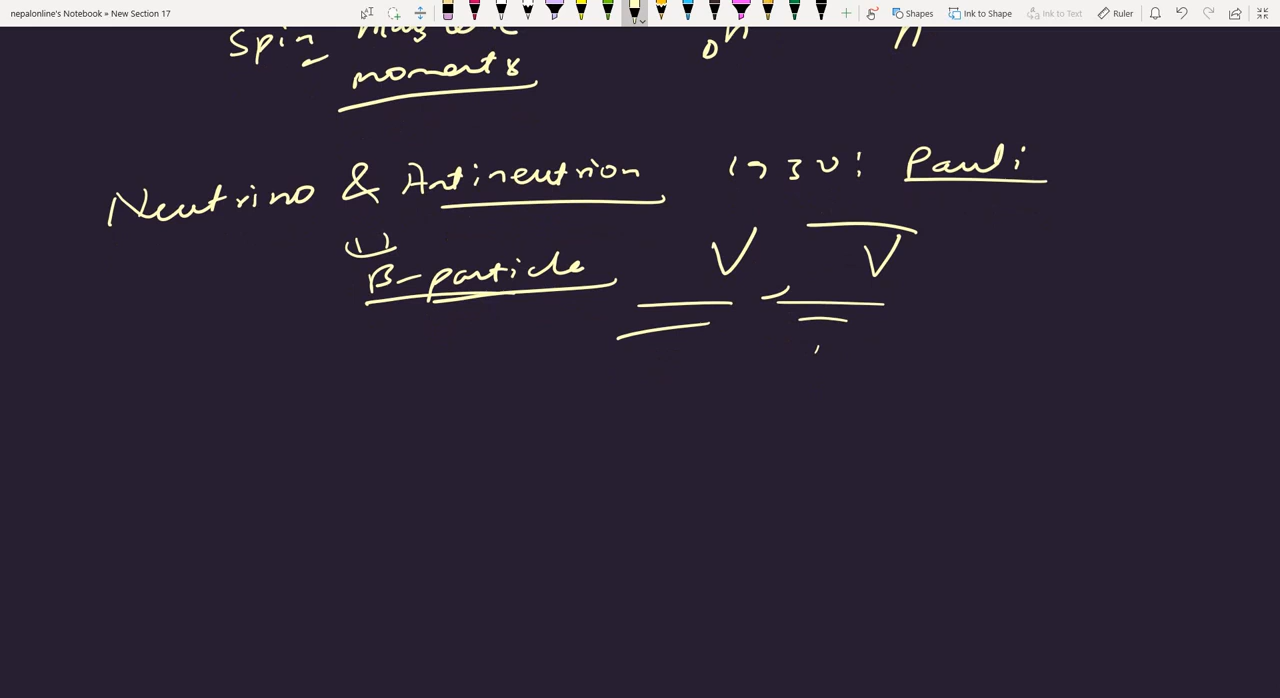 nepalonline's Notebook » New Section 17
Shapes Ink to Shape Ink to Text Ruler
Spin
moments
Neutrino & Antineutrion 1930: Pauli
β-particle ν, ν̅